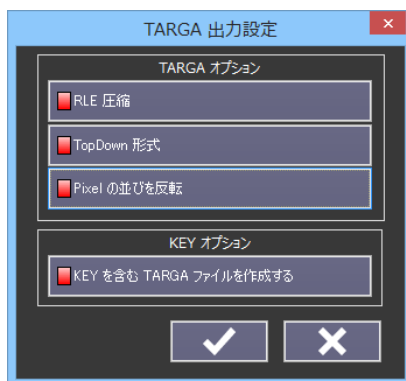 TARGA 出力設定
TARGA オプション
RLE 圧縮
TopDown 形式
Pixel の並びを反転
KEY オプション
KEY を含む TARGA ファイルを作成する